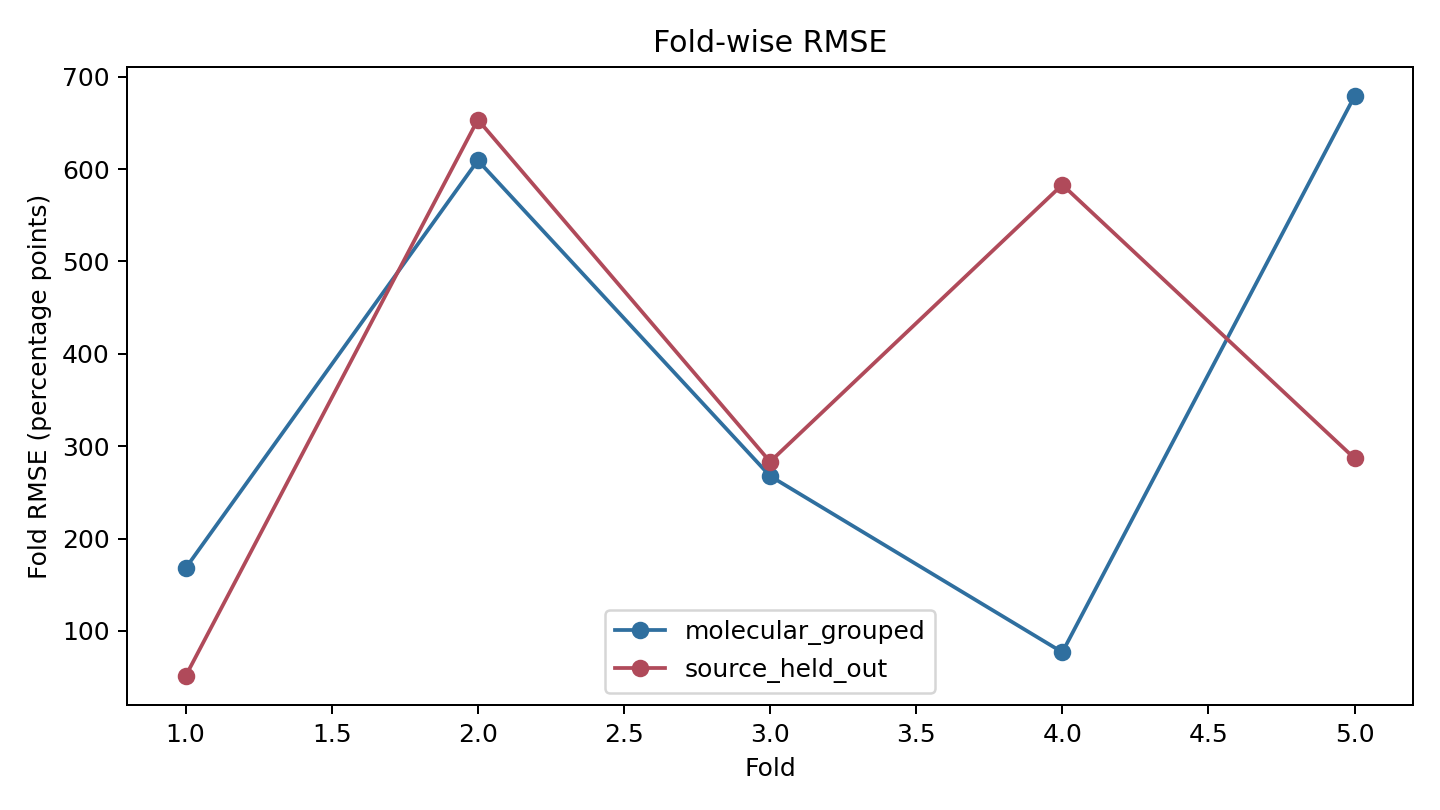 Fold-wise RMSE
Fold RMSE (percentage points)
700
600
500
400
300
200
100
molecular_grouped
source_held_out
1.0 1.5 2.0 2.5 3.0 3.5 4.0 4.5 5.0
Fold